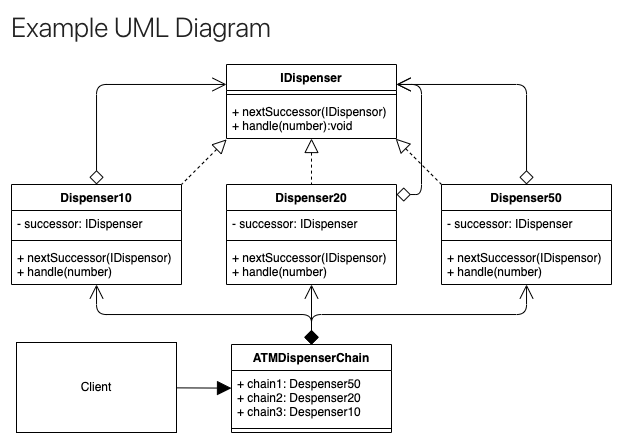 Example UML Diagram
IDispenser
+ nextSuccessor(IDispensor)
+ handle(number):void
Dispenser10
- successor: IDispenser
+ nextSuccessor(IDispensor)
+ handle(number)
Dispenser20
- successor: IDispenser
+ nextSuccessor(IDispensor)
+ handle(number)
Dispenser50
- successor: IDispenser
+ nextSuccessor(IDispensor)
+ handle(number)
Client
ATMDispenserChain
+ chain1: Despenser50
+ chain2: Despenser20
+ chain3: Despenser10